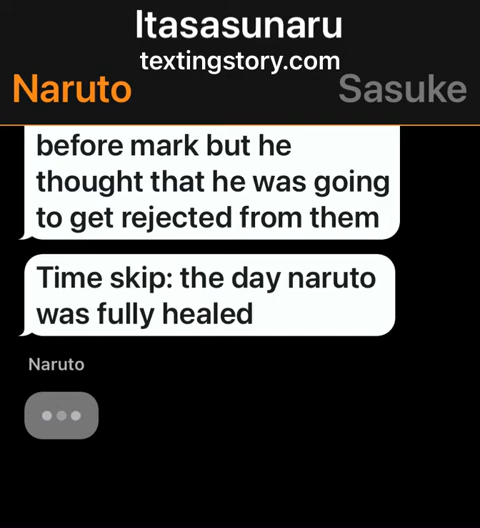 Itasasunaru
textingstory.com
Naruto Sasuke
before mark but he
thought that he was going
to get rejected from them
Time skip: the day naruto
was fully healed
Naruto